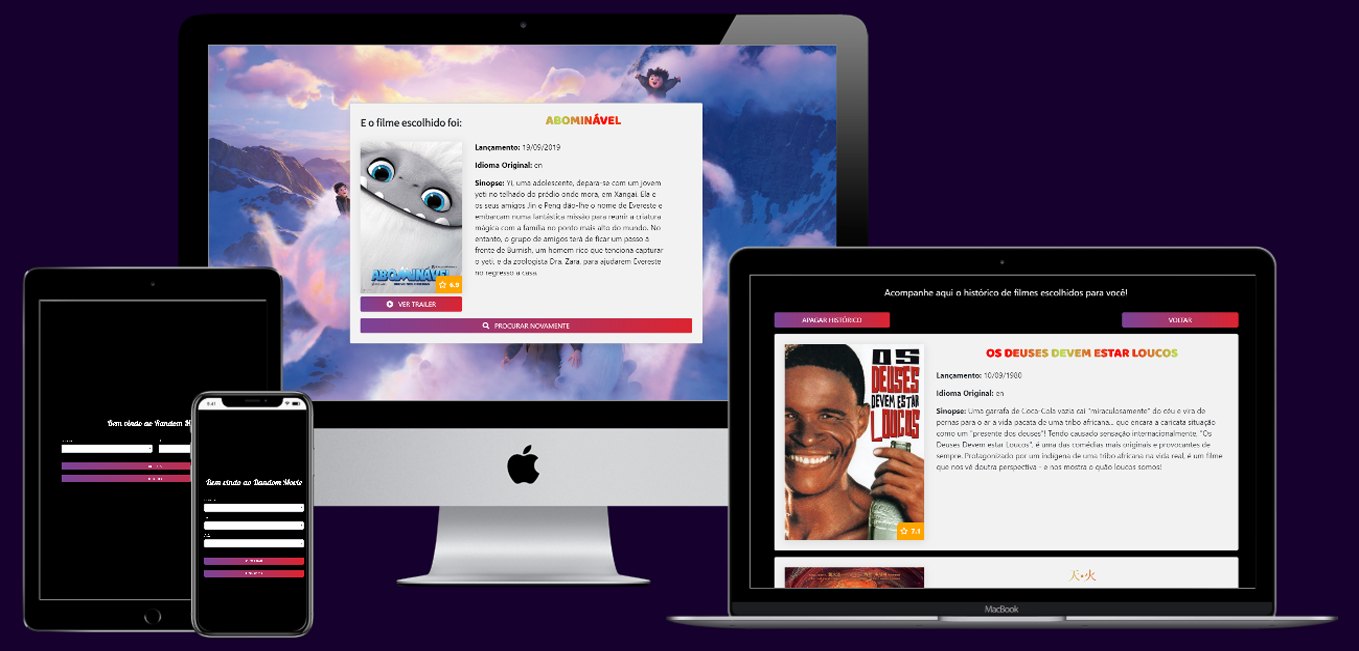 E o filme escolhido foi:
ABOMINÁVEL
Lançamento: 19/09/2019
Idioma Original: en
Sinopse: Yi, uma adolescente, depara-se com um jovem
yeti no telhado do prédio onde mora, em Xangai. Ela e
os seus amigos Jin e Peng dão-lhe o nome de Evereste e
embarcam numa fantástica missão para reunir a criatura
mágica com a família no ponto mais alto do mundo. No
entanto, o grupo de amigos terá de ficar um passo à
frente de Burnish, um homem rico que tenciona capturar
o yeti, e da zoologista Dra. Zara, para ajudarem Evereste
no regresso a casa.
ABOMINÁVEL
6.9
VER TRAILER
PROCURAR NOVAMENTE
Bem vindo ao Random M
9:41
Bem vindo ao Random Movie
Acompanhe aqui o histórico de filmes escolhidos para você!
APAGAR HISTÓRICO
VOLTAR
OS DEUSES DEVEM ESTAR LOUCOS
OS
DEUSES
DEVEM ESTAR
LOUCOS
7.1
Lançamento: 10/09/1980
Idioma Original: en
Sinopse: Uma garrafa de Coca-Cola vazia cai "miraculosamente" do céu e vira de
pernas para o ar a vida pacata de uma tribo africana... que encara a caricata situação
como um "presente dos deuses"! Tendo causado sensação internacionalmente, "Os
Deuses Devem estar Loucos", é uma das comédias mais originais e provocantes de
sempre. Protagonizado por um indígena de uma tribo africana na vida real, é um filme
que nos vê doutra perspectiva - e nos mostra o quão loucos somos!
天•火
MacBook